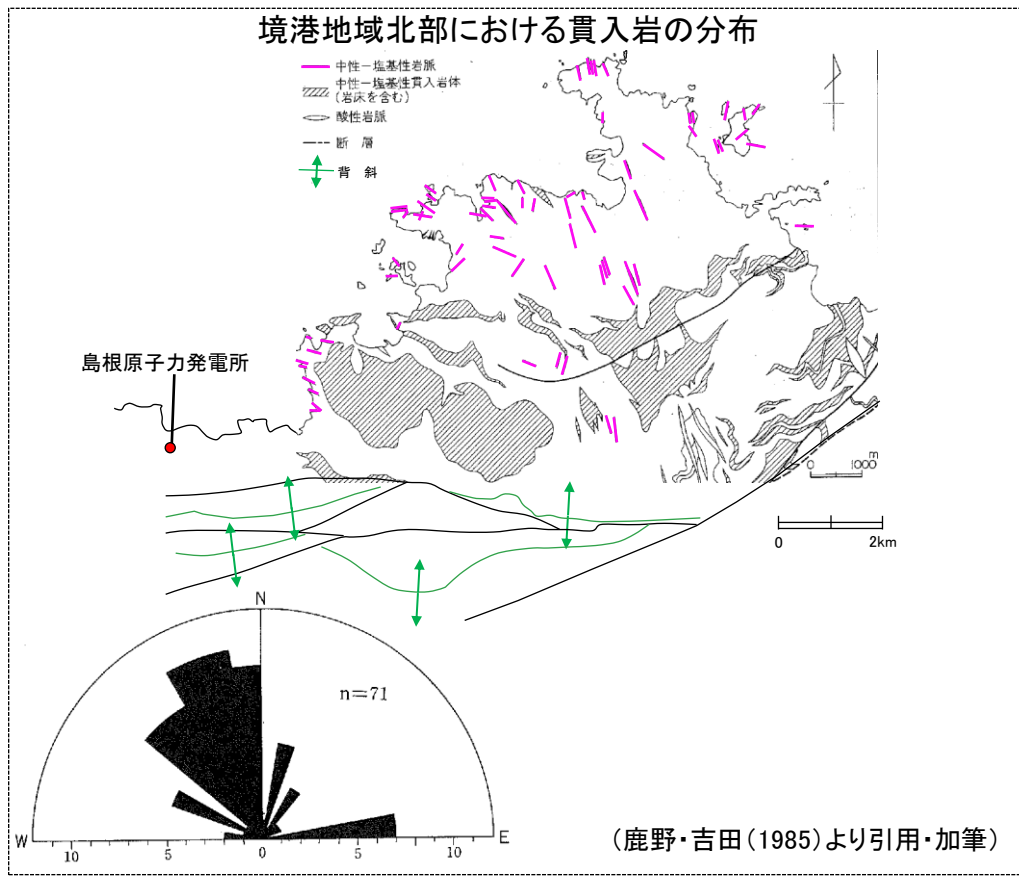 境港地域北部における貫入岩の分布
中性－塩基性岩脈
中性－塩基性貫入岩体
(岩床を含む)
酸性岩脈
断 層
背 斜
島根原子力発電所
0 1000 m
0 2km
N
n=71
W E
10 5 0 5 10
(鹿野・吉田(1985)より引用・加筆)